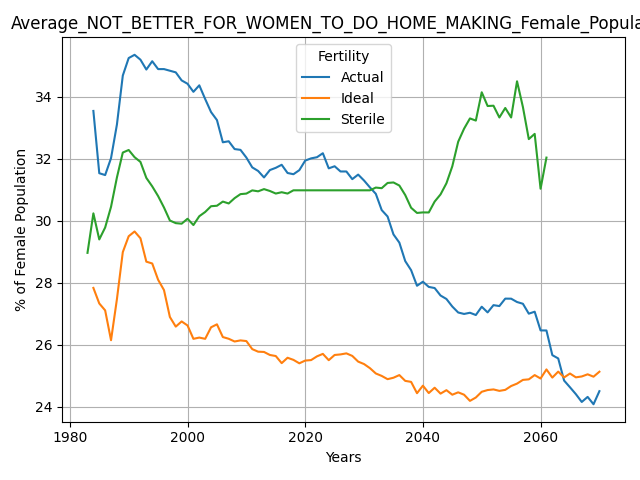 Average_NOT_BETTER_FOR_WOMEN_TO_DO_HOME_MAKING_Female_Popula
Fertility
Actual
Ideal
Sterile
% of Female Population
34
32
30
28
26
24
1980
2000
2020
2040
2060
Years